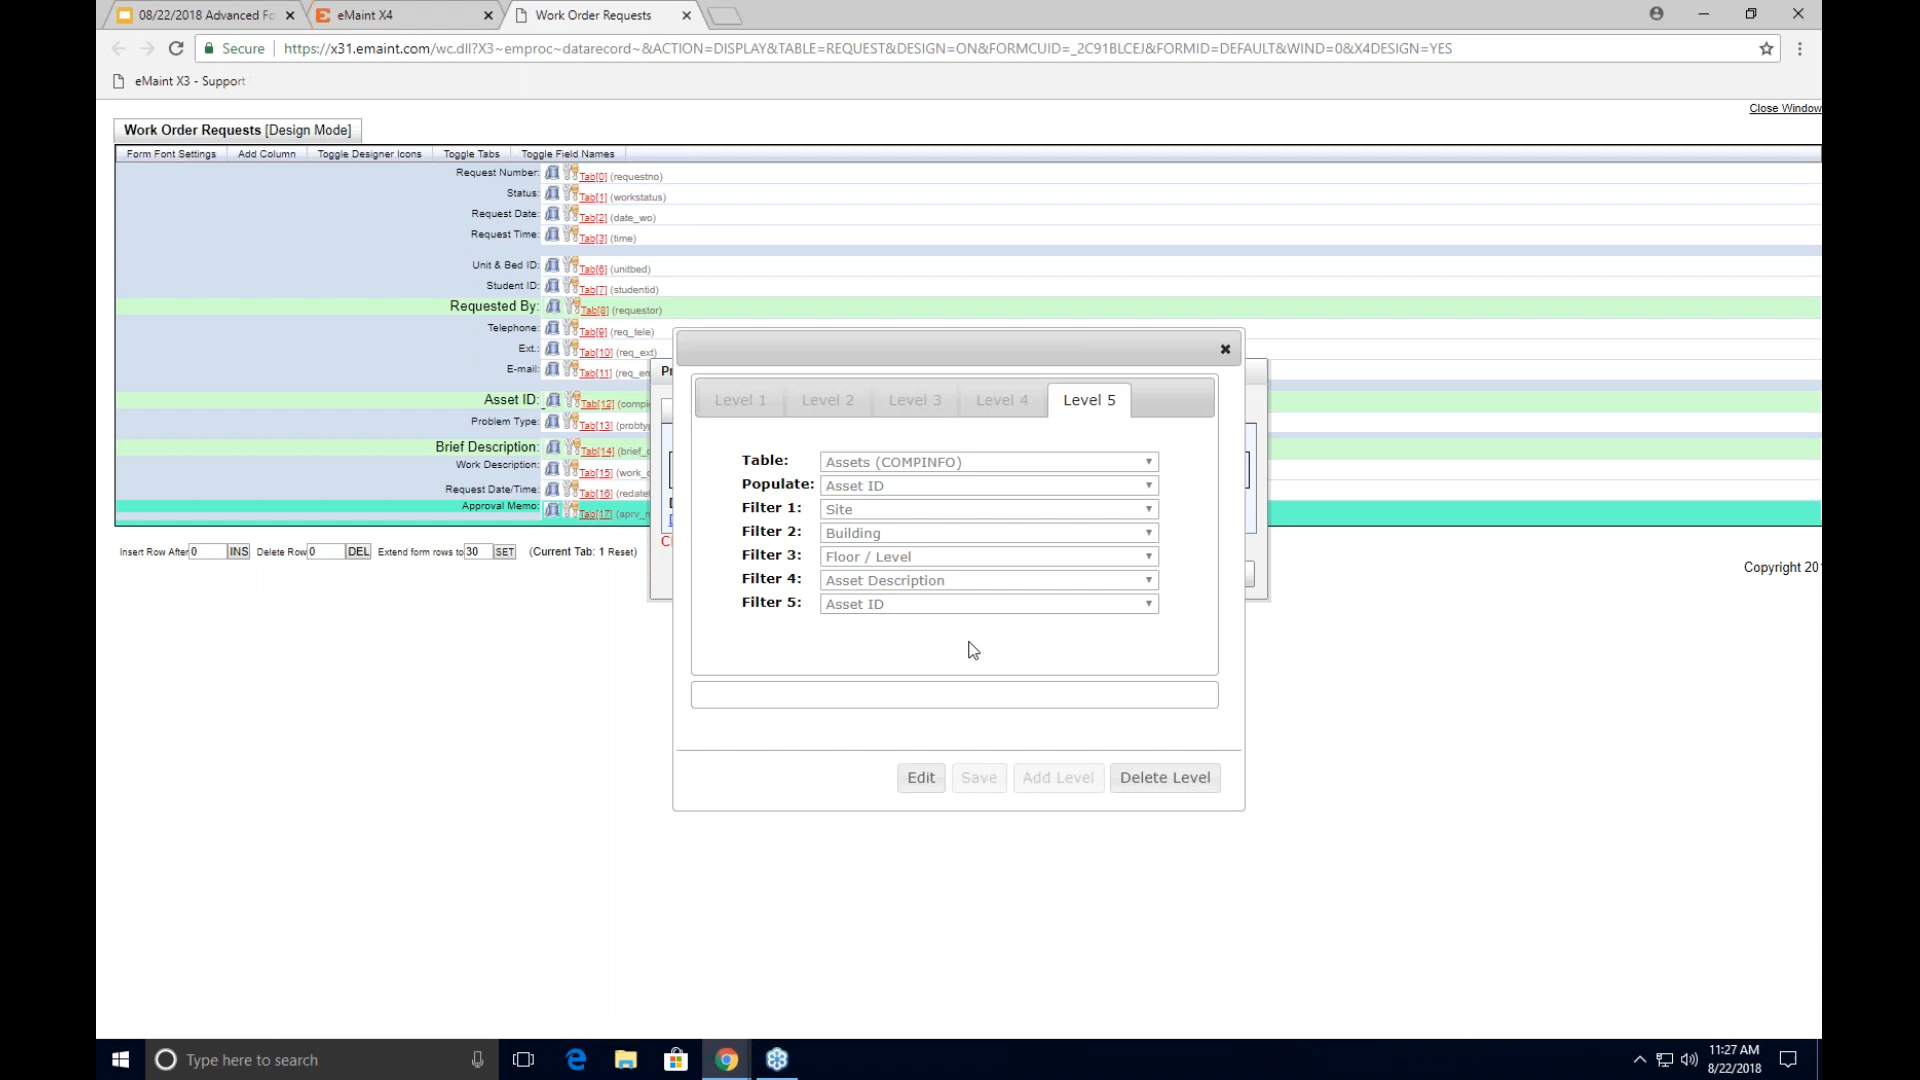 08/22/2018 Advanced Fo
eMaint X4
Work Order Requests
Secure
https://x31.emaint.com/wc.dll?X3~emproc~datarecord~&ACTION=DISPLAY&TABLE=REQUEST&DESIGN=ON&FORMCUID=_2C91BLCEJ&FORMID=DEFAULT&WIND=0&X4DESIGN=YES
eMaint X3 - Support
Close Window
Work Order Requests [Design Mode]
Form Font Settings Add Column Toggle Designer Icons Toggle Tabs Toggle Field Names
Request Number: Tab[0] (requestno)
Status: Tab[1] (workstatus)
Request Date: Tab[2] (date_wo)
Request Time: Tab[3] (time)
Unit & Bed ID: Tab[6] (unitbed)
Student ID: Tab[7] (studentid)
Requested By: Tab[8] (requestor)
Telephone: Tab[9] (req_tele)
Ext.: Tab[10] (req_ext)
E-mail: Tab[11] (req_en
Asset ID: Tab[12] (compi
Problem Type: Tab[13] (probty
Brief Description: Tab[14] (brief_
Work Description: Tab[15] (work_
Request Date/Time: Tab[16] (redate
Approval Memo: Tab[17] (aprv_
Insert Row After 0 INS Delete Row 0 DEL Extend form rows to 30 SET (Current Tab: 1 Reset)
Copyright 20
Level 1 Level 2 Level 3 Level 4 Level 5
Table: Assets (COMPINFO)
Populate: Asset ID
Filter 1: Site
Filter 2: Building
Filter 3: Floor / Level
Filter 4: Asset Description
Filter 5: Asset ID
Edit Save Add Level Delete Level
Type here to search
11:27 AM
8/22/2018